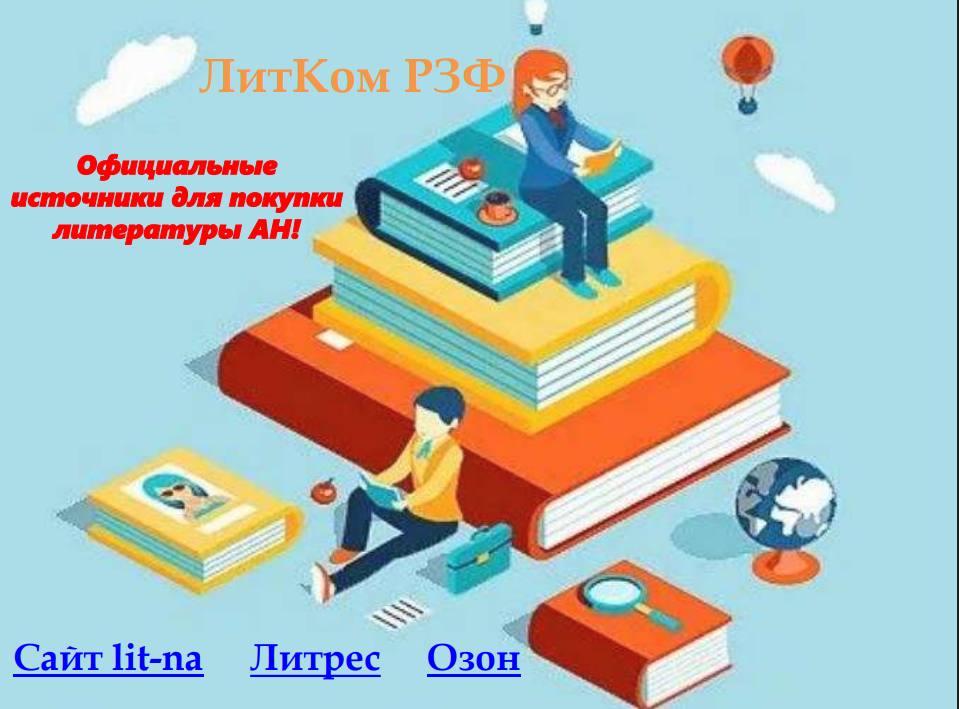 ЛитКом РЗФ
Официальные
источники для покупки
литературы АН!
Сайт lit-na Литрес Озон